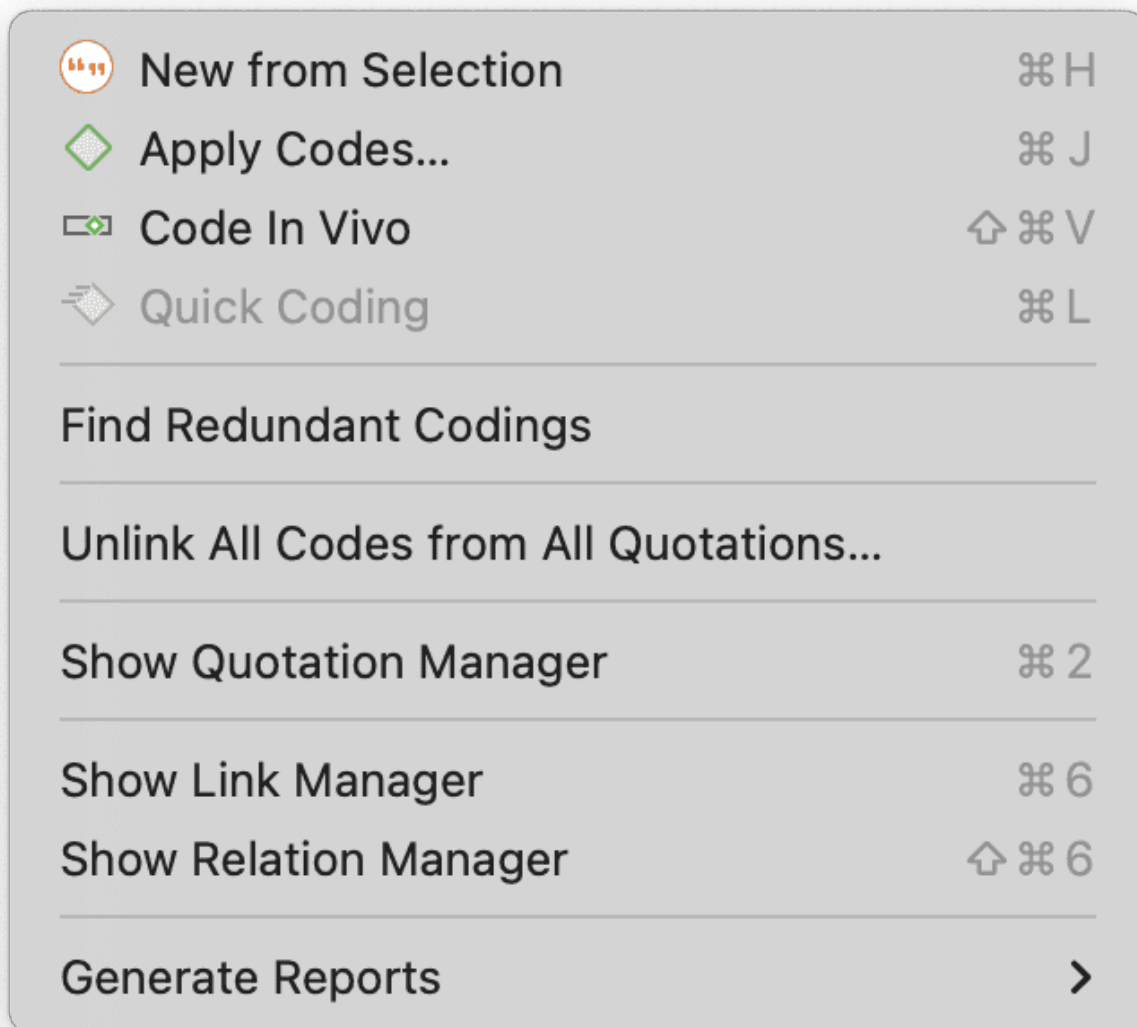 New from Selection ⌘H
Apply Codes... ⌘J
Code In Vivo ⇧⌘V
Quick Coding ⌘L
Find Redundant Codings
Unlink All Codes from All Quotations...
Show Quotation Manager ⌘2
Show Link Manager ⌘6
Show Relation Manager ⇧⌘6
Generate Reports